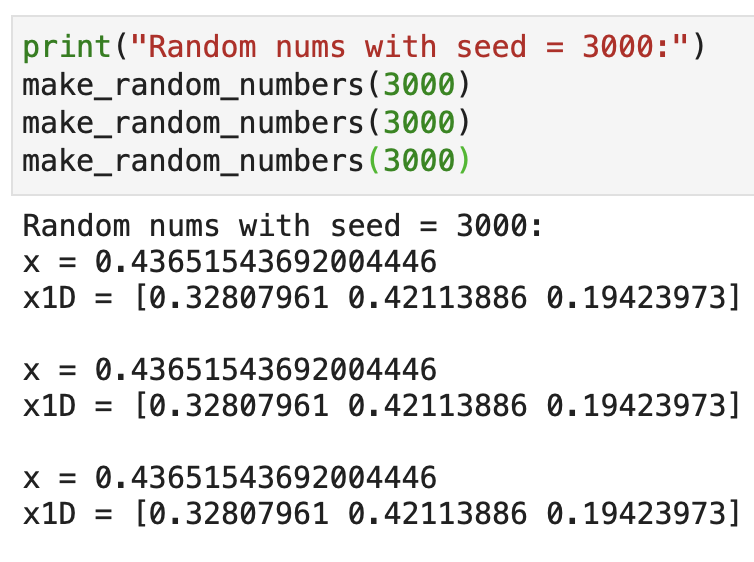 print("Random nums with seed = 3000:")
make_random_numbers(3000)
make_random_numbers(3000)
make_random_numbers(3000)
Random nums with seed = 3000:
x = 0.43651543692004446
x1D = [0.32807961 0.42113886 0.19423973]
x = 0.43651543692004446
x1D = [0.32807961 0.42113886 0.19423973]
x = 0.43651543692004446
x1D = [0.32807961 0.42113886 0.19423973]